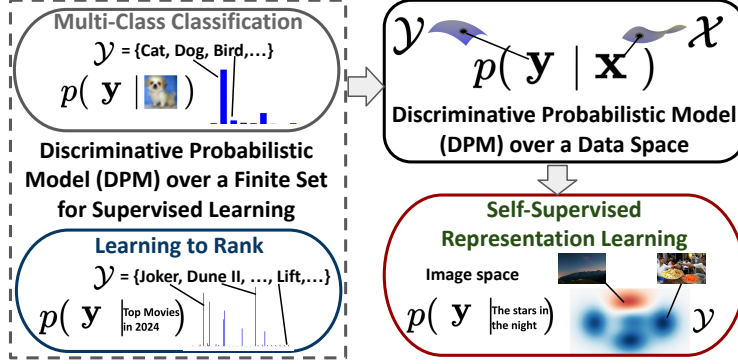 Multi-Class Classification
𝒴 = {Cat, Dog, Bird,…}
p( y | )
Discriminative Probabilistic
Model (DPM) over a Finite Set
for Supervised Learning
Learning to Rank
𝒴 = {Joker, Dune II, …, Lift,…}
p( y | Top Movies
in 2024 )
𝒴 𝒳
p( y | x )
Discriminative Probabilistic Model
(DPM) over a Data Space
Self-Supervised
Representation Learning
Image space
p( y | The stars in
the night ) 𝒴